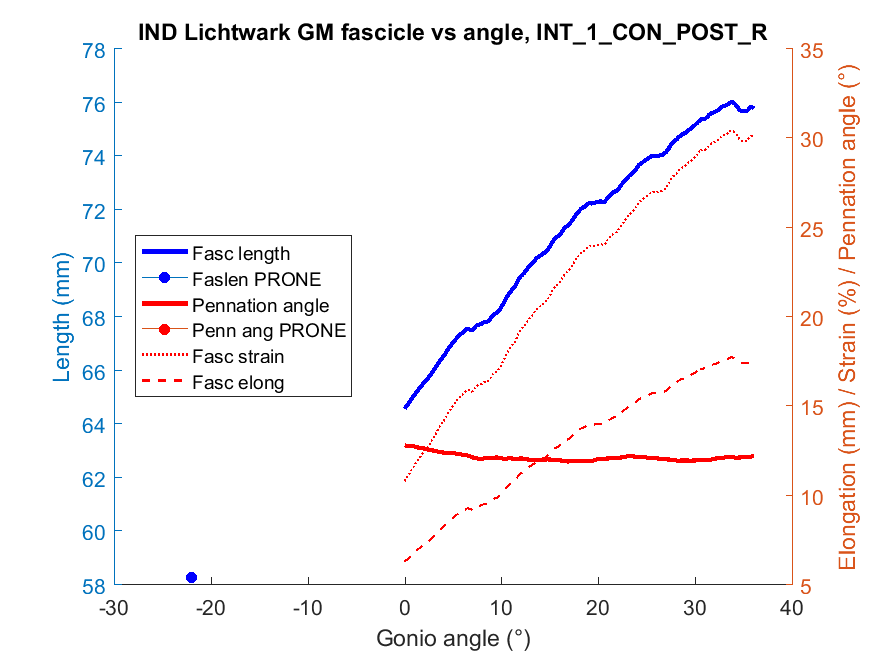 IND Lichtwark GM fascicle vs angle, INT_1_CON_POST_R
78
76
74
72
70
68
66
64
62
60
58
Length (mm)
35
30
25
20
15
10
5
Elongation (mm) / Strain (%) / Pennation angle (°)
Fasc length
Faslen PRONE
Pennation angle
Penn ang PRONE
Fasc strain
Fasc elong
-30
-20
-10
0
10
20
30
40
Gonio angle (°)